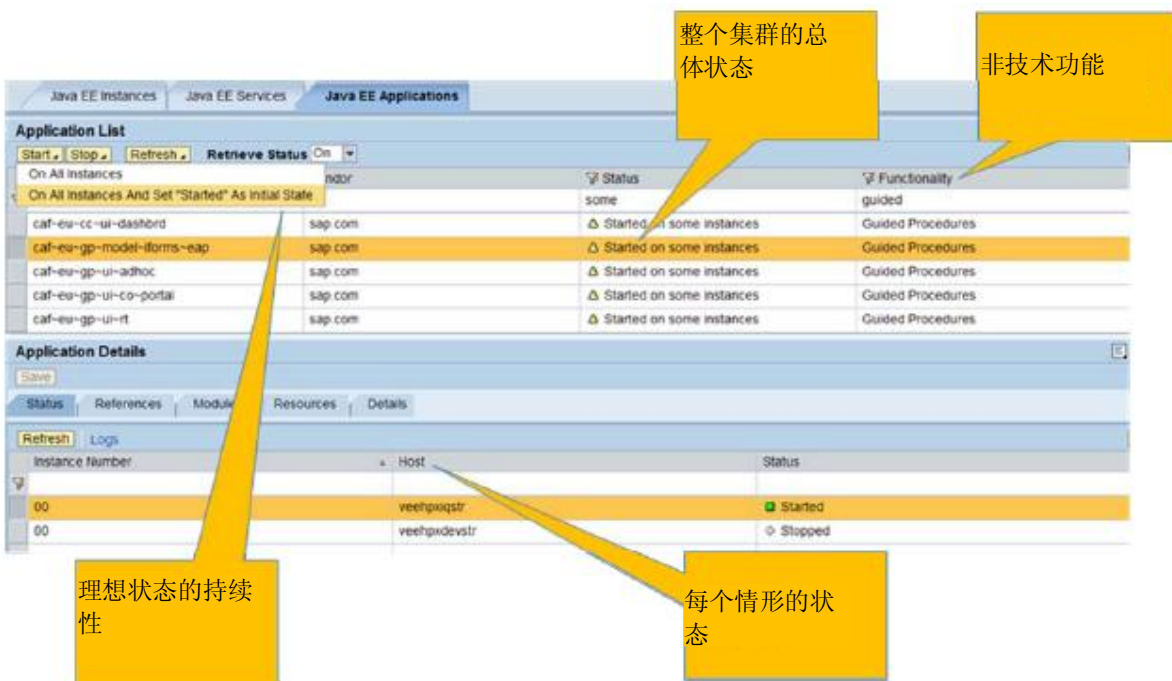 整个集群的总
体状态
非技术功能
Java EE Instances Java EE Services Java EE Applications
Application List
Start Stop Refresh Retrieve Status On
On All Instances
On All Instances And Set "Started" As Initial State
ndor Status Functionality
some guided
caf~eu~cc~ui~dashbrd sap.com Started on some instances Guided Procedures
caf~eu~gp~model~iforms~eap sap.com Started on some instances Guided Procedures
caf~eu~gp~ui~adhoc sap.com Started on some instances Guided Procedures
caf~eu~gp~ui~co~portal sap.com Started on some instances Guided Procedures
caf~eu~gp~ui~rt sap.com Started on some instances Guided Procedures
Application Details
Save
Status References Module Resources Details
Refresh Logs
Instance Number Host Status
00 Started
00 veehpxdevstr Stopped
理想状态的持续
性
每个情形的状
态